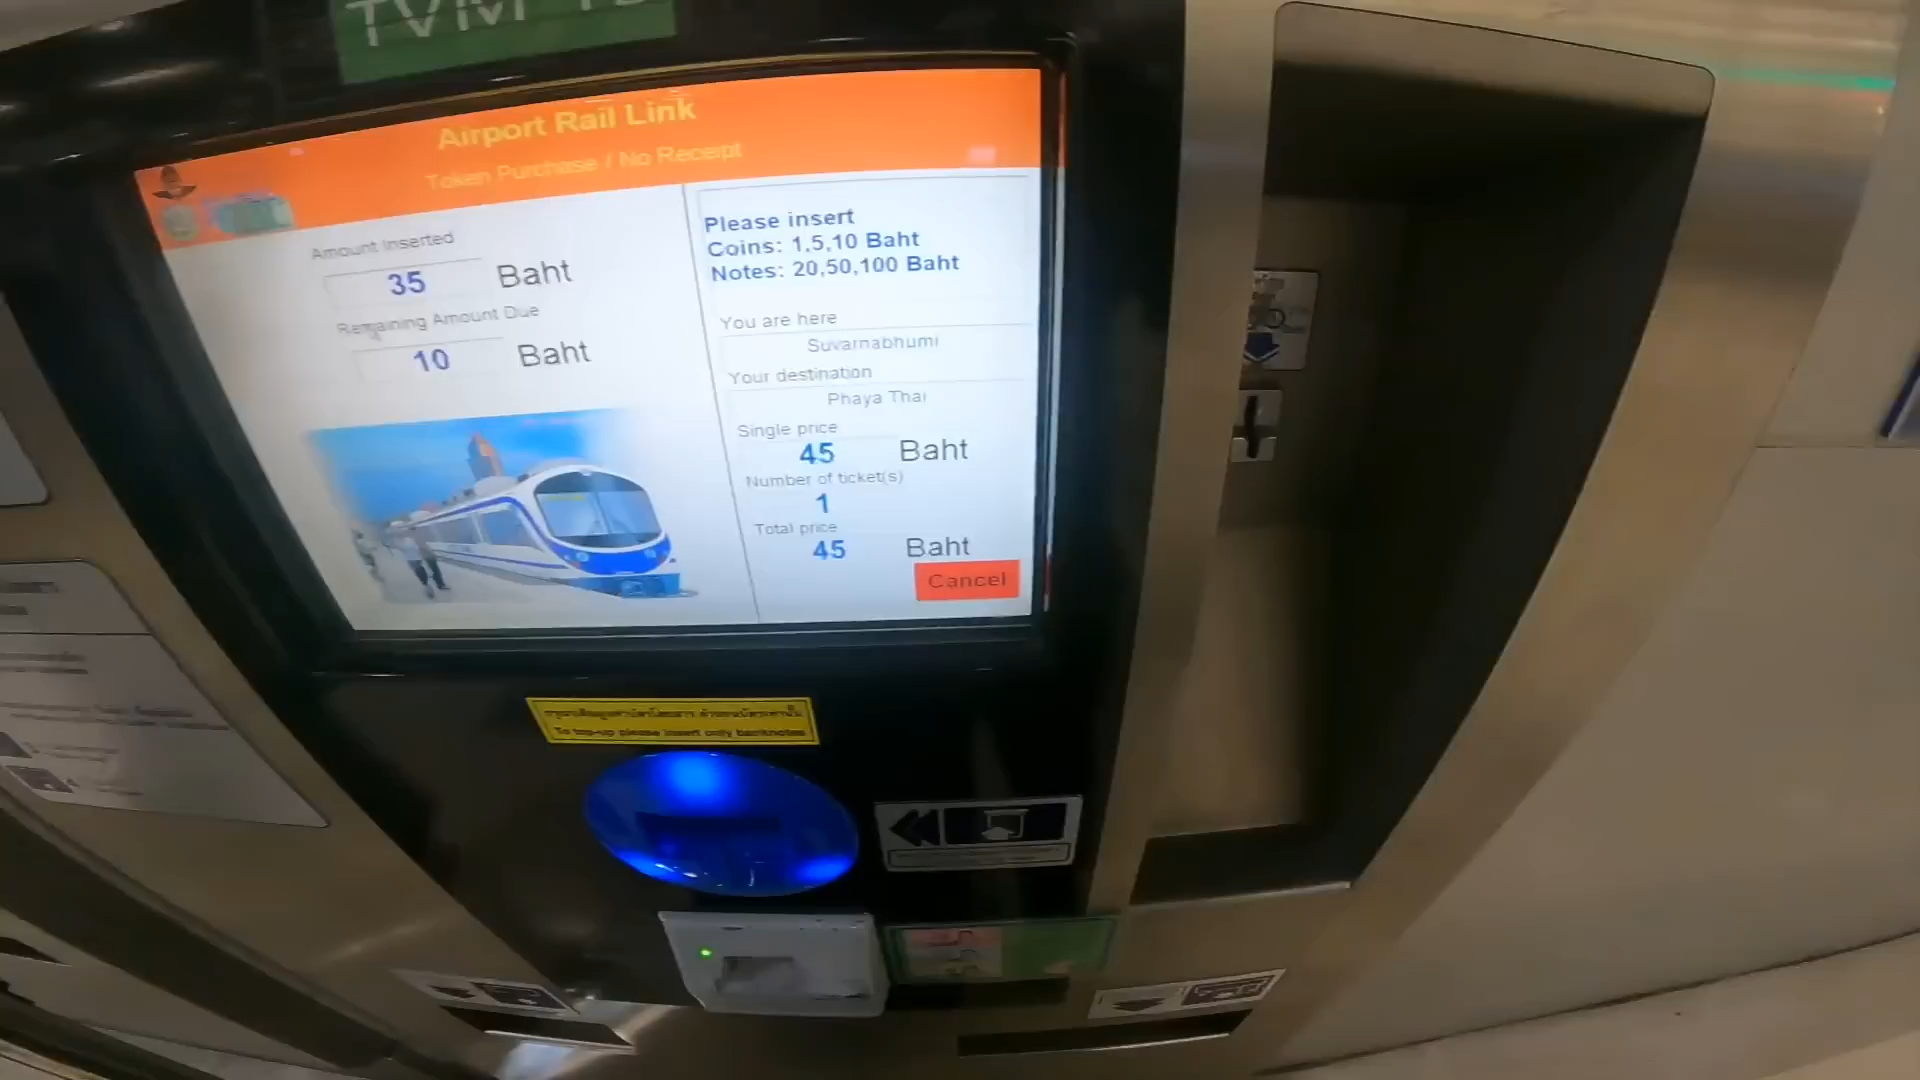 TVM
Airport Rail Link
Token Purchase / No Receipt
Amount Inserted
35 Baht
Remaining Amount Due
10 Baht
Please insert
Coins: 1,5,10 Baht
Notes: 20,50,100 Baht
You are here
Suvarnabhumi
Your destination
Phaya Thai
Single price
45 Baht
Number of ticket(s)
1
Total price
45 Baht
Cancel
To top-up please insert only banknotes